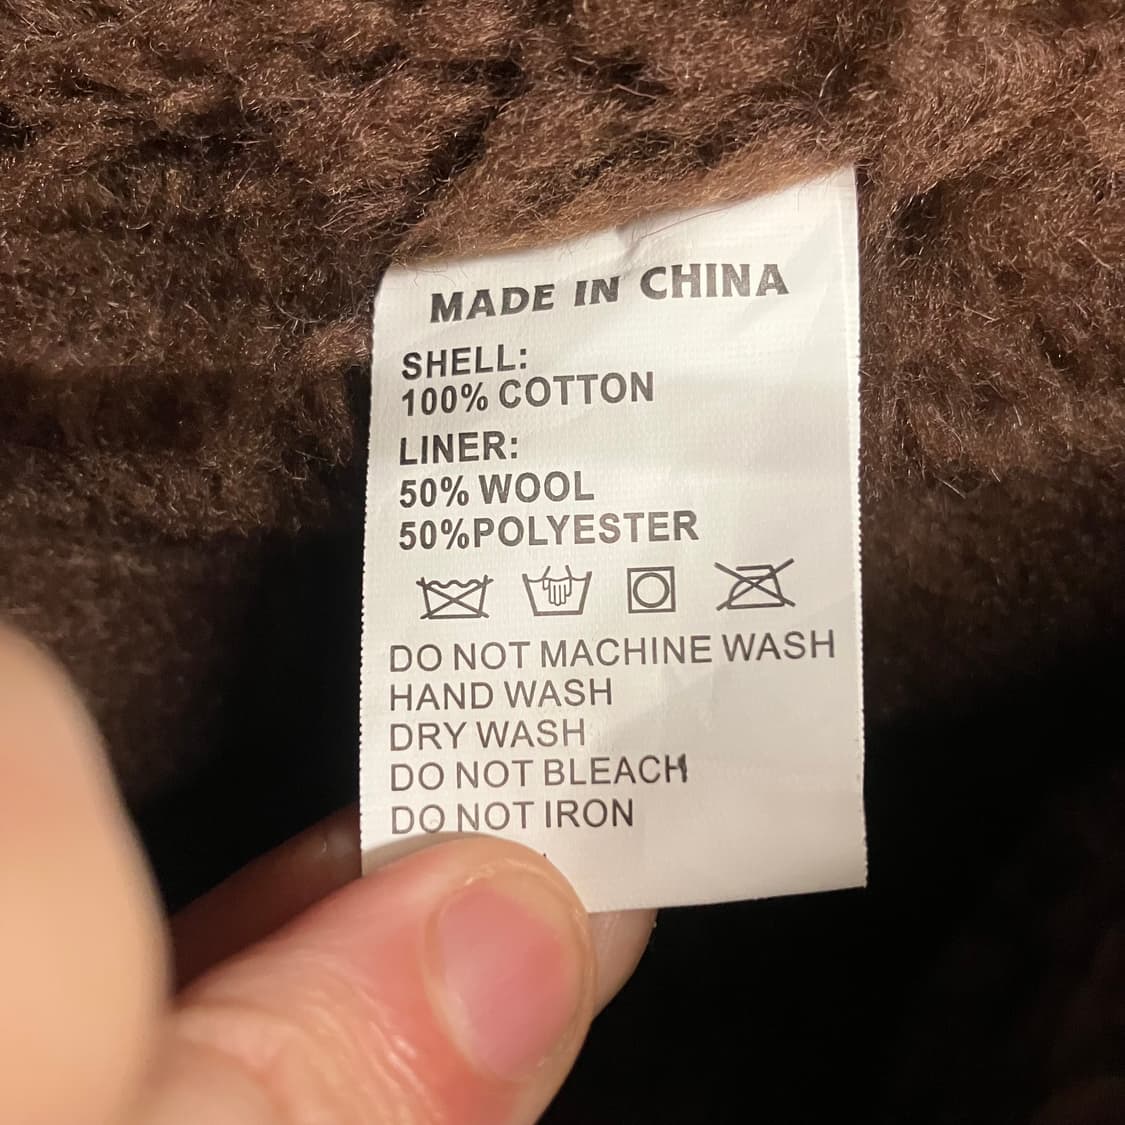 MADE IN CHINA
SHELL:
100% COTTON
LINER:
50% WOOL
50%POLYESTER
DO NOT MACHINE WASH
HAND WASH
DRY WASH
DO NOT BLEACH
DO NOT IRON